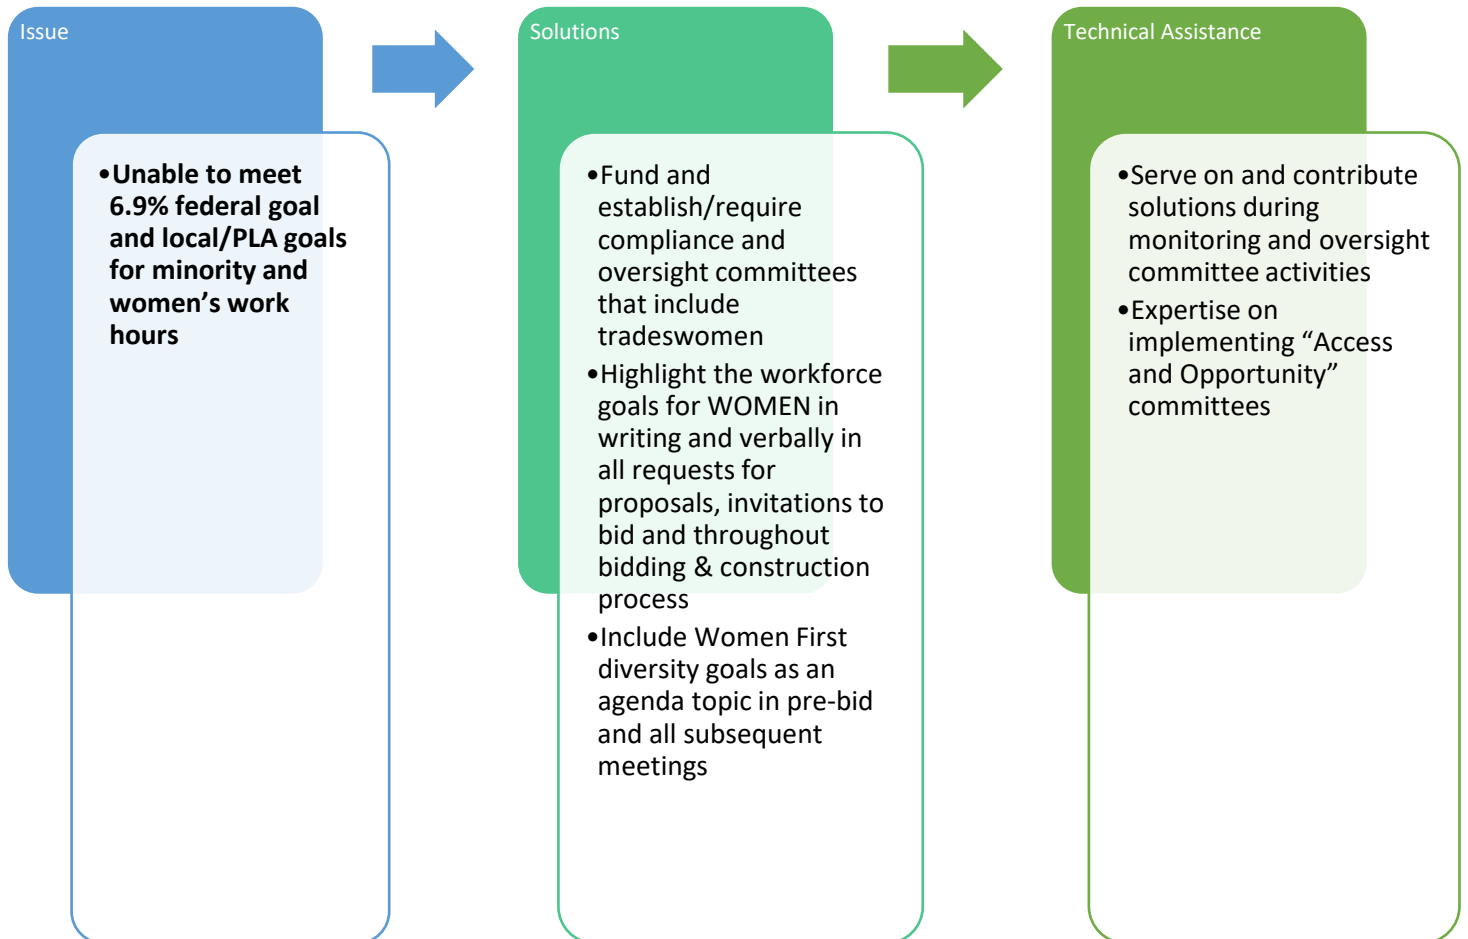 Issue
•Unable to meet
6.9% federal goal
and local/PLA goals
for minority and
women’s work
hours
Solutions
•Fund and
establish/require
compliance and
oversight committees
that include
tradeswomen
•Highlight the workforce
goals for WOMEN in
writing and verbally in
all requests for
proposals, invitations to
bid and throughout
bidding & construction
process
•Include Women First
diversity goals as an
agenda topic in pre-bid
and all subsequent
meetings
Technical Assistance
•Serve on and contribute
solutions during
monitoring and oversight
committee activities
•Expertise on
implementing “Access
and Opportunity”
committees